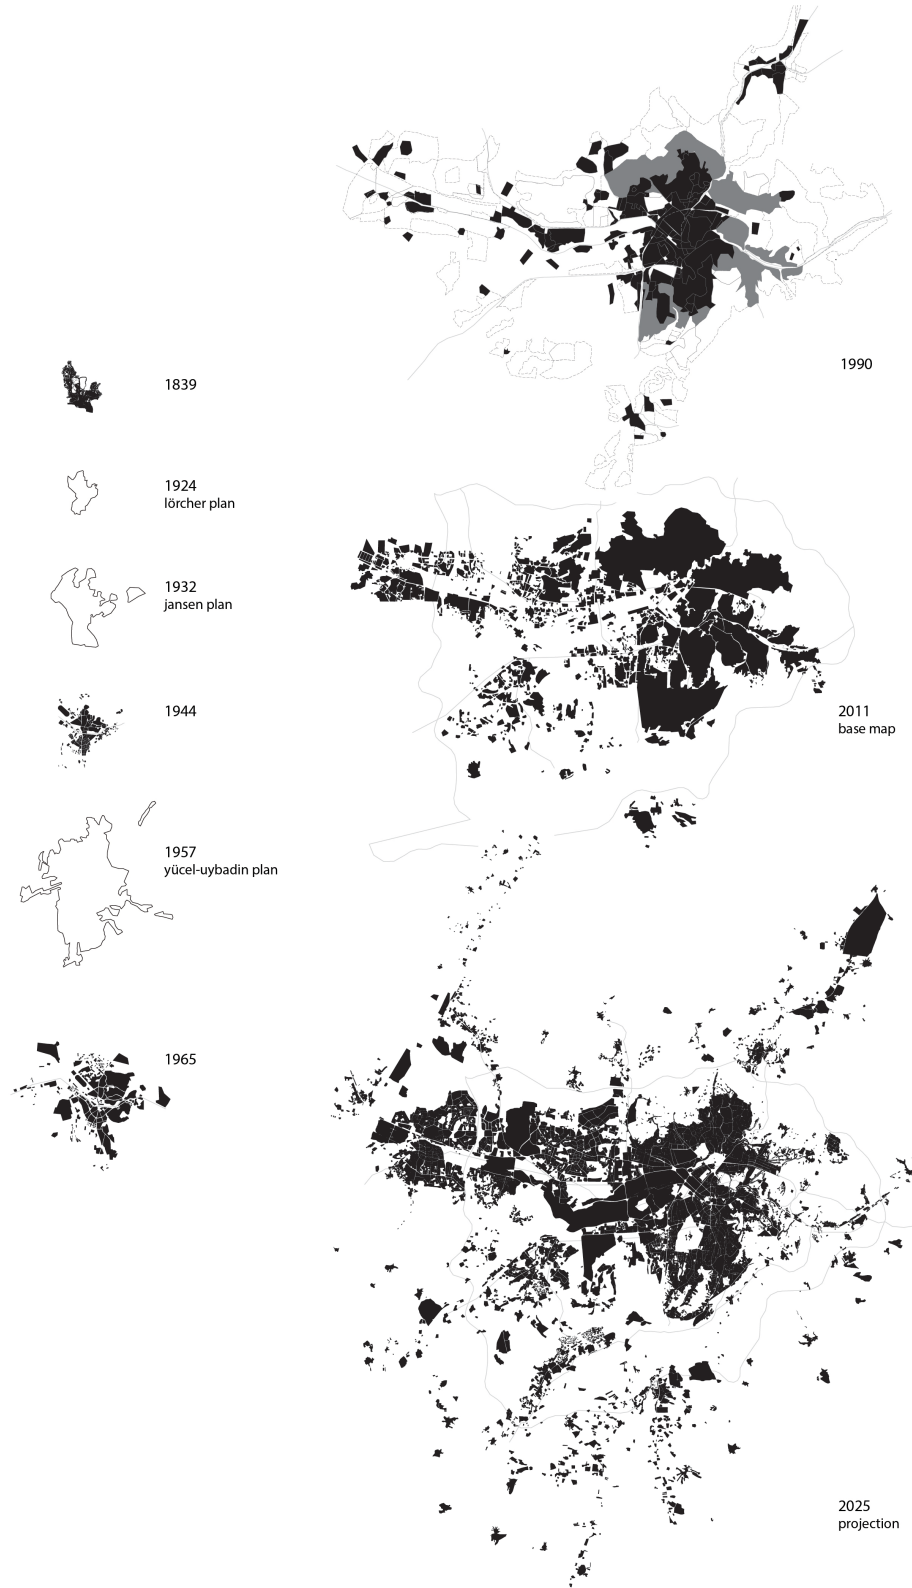 1839
1924
lörcher plan
1932
jansen plan
1944
1957
yücel-uybadin plan
1965
1990
2011
base map
2025
projection